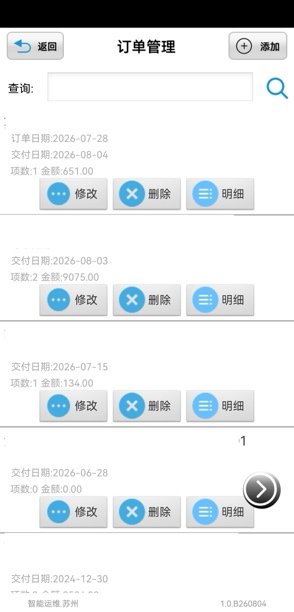 返回
订单管理
添加
查询:
订单日期:2026-07-28
交付日期:2026-08-04
项数:1 金额:651.00
修改 删除 明细
交付日期:2026-08-03
项数:2 金额:9075.00
修改 删除 明细
交付日期:2026-07-15
项数:1 金额:134.00
修改 删除 明细
1
交付日期:2026-06-28
项数:0 金额:0.00
修改 删除 明细
交付日期:2024-12-30
智能运维.苏州
1.0.B260804